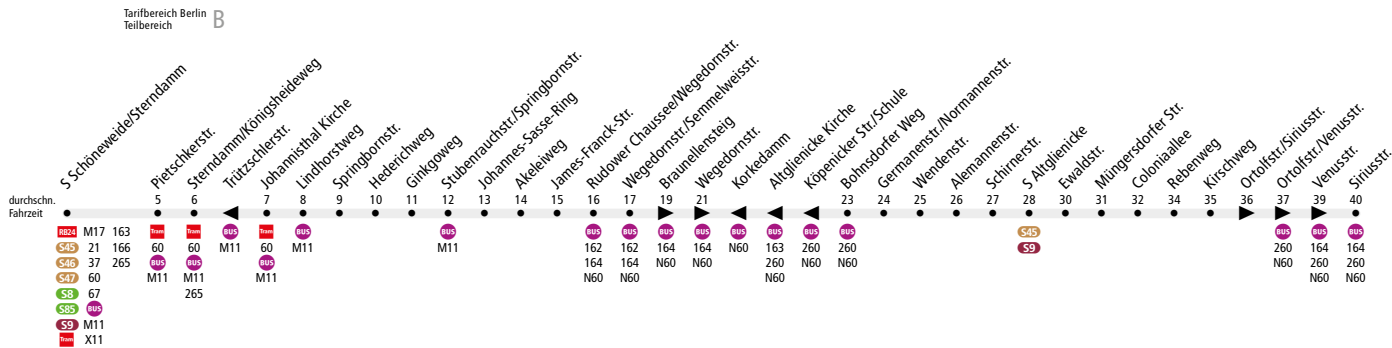 Tarifbereich Berlin
Teilbereich B
S Schöneweide/Sterndamm
Pietschkerstr.
Sterndamm/Königsheideweg
Trützschlerstr.
Johannisthal Kirche
Lindhorstweg
Springbornstr.
Hederichweg
Ginkgoweg
Stubenrauchstr./Springbornstr.
Johannes-Sasse-Ring
Akeleiweg
James-Franck-Str.
Rudower Chaussee/Wegedornstr.
Wegedornstr./Semmelweisstr.
Braunellensteig
Wegedornstr.
Korkedamm
Altglienicke Kirche
Köpenicker Str./Schule
Bohnsdorfer Weg
Germanenstr./Normannenstr.
Wendenstr.
Alemannenstr.
Schirnerstr.
S Altglienicke
Ewaldstr.
Müngersdorfer Str.
Coloniaallee
Rebenweg
Kirschweg
Ortolfstr./Siriusstr.
Ortolfstr./Venusstr.
Venusstr.
Siriusstr.
durchschn. 5 6 7 8 9 10 11 12 13 14 15 16 17 19 21 23 24 25 26 27 28 30 31 32 34 35 36 37 39 40
Fahrzeit
RB24 M17 163 Tram Tram BUS Tram BUS BUS BUS BUS BUS BUS BUS BUS BUS BUS S45 BUS BUS BUS
S45 21 166 60 60 M11 60 M11 M11 162 162 164 164 N60 163 260 260 S9 260 164 164
S46 37 265 BUS BUS BUS 164 164 N60 N60 260 N60 N60 N60 260 260
S47 60 M11 M11 M11 N60 N60 N60 N60 N60
S8 67 265
S85 BUS
S9 M11
Tram X11